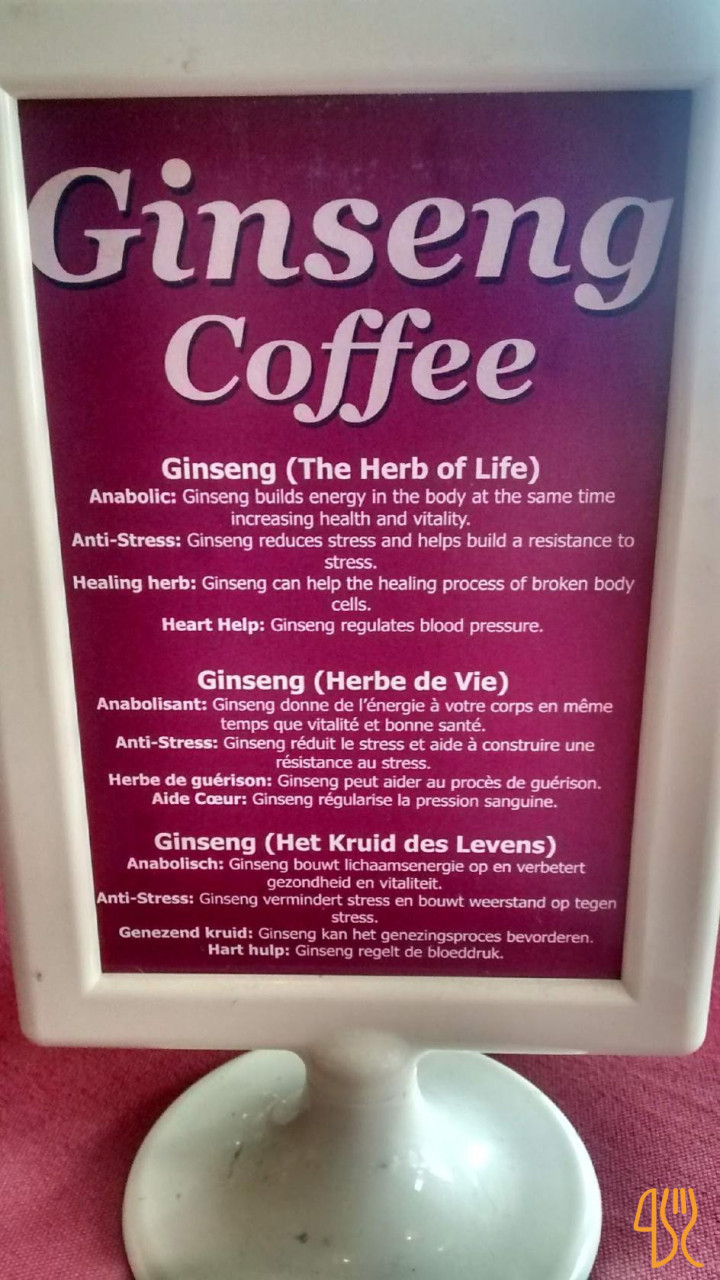 Ginseng
Coffee
Ginseng (The Herb of Life)
Anabolic: Ginseng builds energy in the body at the same time
increasing health and vitality.
Anti-Stress: Ginseng reduces stress and helps build a resistance to
stress.
Healing herb: Ginseng can help the healing process of broken body
cells.
Heart Help: Ginseng regulates blood pressure.
Ginseng (Herbe de Vie)
Anabolisant: Ginseng donne de l'énergie à votre corps en même
temps que vitalité et bonne santé.
Anti-Stress: Ginseng réduit le stress et aide à construire une
résistance au stress.
Herbe de guérison: Ginseng peut aider au procès de guérison.
Aide Cœur: Ginseng régularise la pression sanguine.
Ginseng (Het Kruid des Levens)
Anabolisch: Ginseng bouwt lichaamsenergie op en verbetert
gezondheid en vitaliteit.
Anti-Stress: Ginseng vermindert stress en bouwt weerstand op tegen
stress.
Genezend kruid: Ginseng kan het genezingsproces bevorderen.
Hart hulp: Ginseng regelt de bloeddruk.